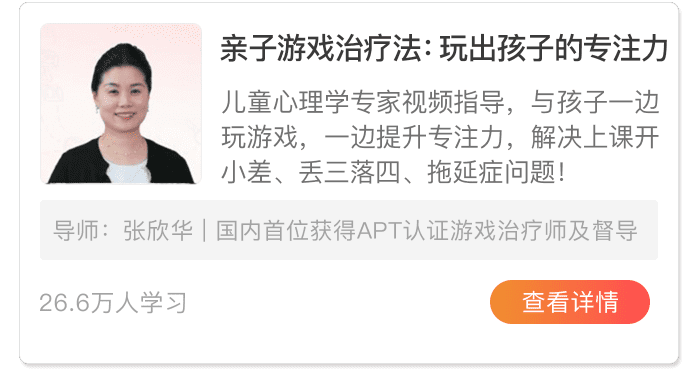 亲子游戏治疗法:玩出孩子的专注力
儿童心理学专家视频指导，与孩子一边
玩游戏，一边提升专注力，解决上课开
小差、丢三落四、拖延症问题！
导师：张欣华 | 国内首位获得APT认证游戏治疗师及督导
26.6万人学习
查看详情